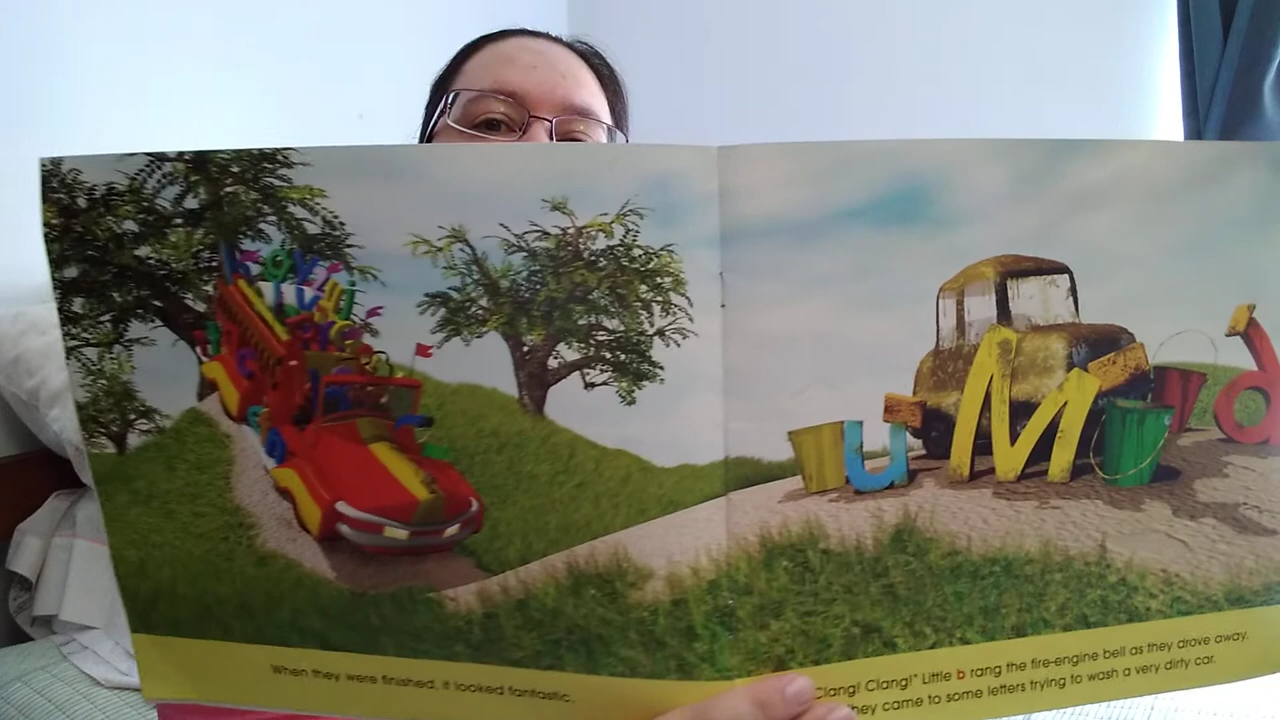 When they were finished, it looked fantastic.
Clang! Clang!" Little b rang the fire-engine bell as they drove away.
hey came to some letters trying to wash a very dirty car.
u M d